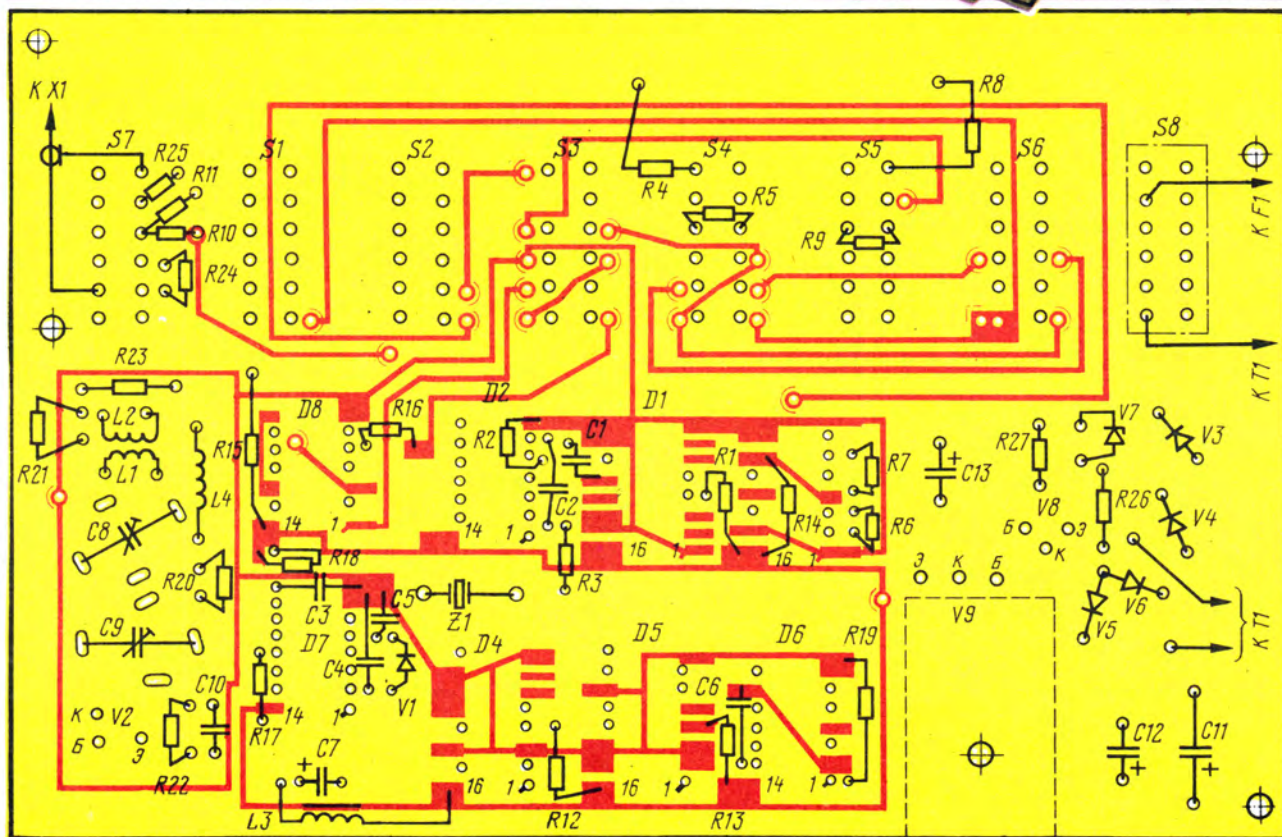 К X1
S7
R25
R11
R10
R24
S1
S2
S3
R4
S4
R5
S5
R9
R8
S6
S8
К F1
К T1
R23
L2
R21
L1
L4
C8
R20
C9
К
Б
V2
Э
R22
C10
R15
D8
R16
D2
R2
C1
C2
D1
R1
R14
R7
R6
C13
R27
V7
V3
V8
R26
V4
Б
Э
К
14
1
14
1
16
1
16
1
R18
R3
Э
К
Б
C3
C5
Z1
V5
V6
К T1
D7
C4
V1
D4
D5
D6
R19
C6
V9
R17
14
1
C7
+
16
1
16
1
14
1
L3
R12
R13
C12
+
C11
+
+